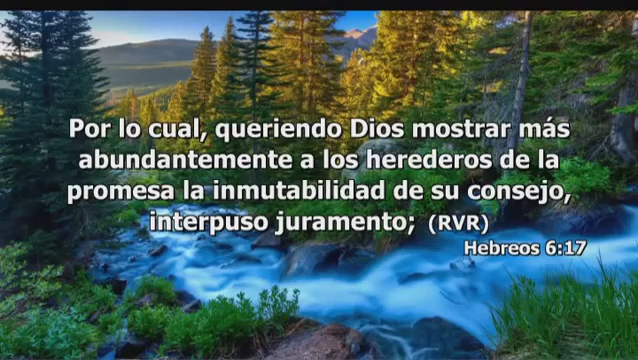 Por lo cual, queriendo Dios mostrar más
abundantemente a los herederos de la
promesa la inmutabilidad de su consejo,
interpuso juramento; (RVR)
Hebreos 6:17